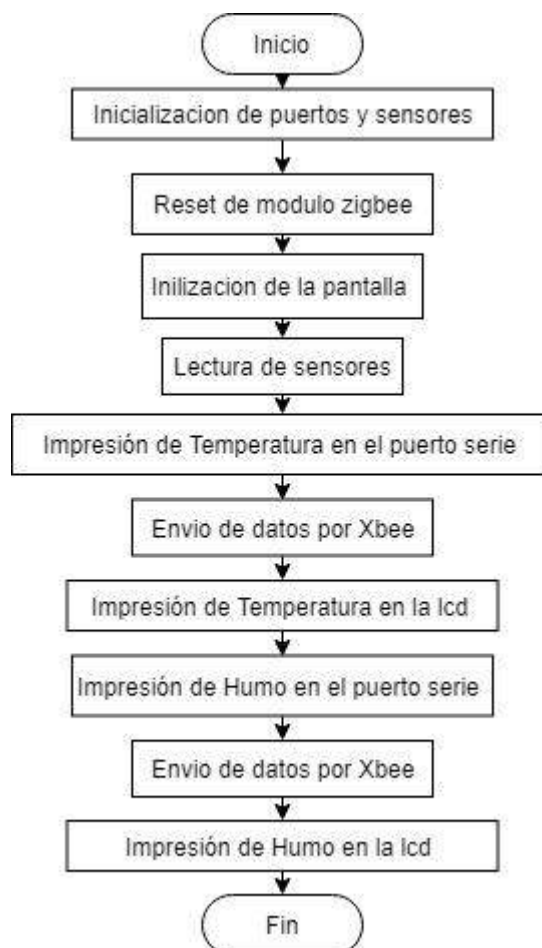 Inicio
Inicializacion de puertos y sensores
Reset de modulo zigbee
Inilizacion de la pantalla
Lectura de sensores
Impresión de Temperatura en el puerto serie
Envio de datos por Xbee
Impresión de Temperatura en la lcd
Impresión de Humo en el puerto serie
Envio de datos por Xbee
Impresión de Humo en la lcd
Fin